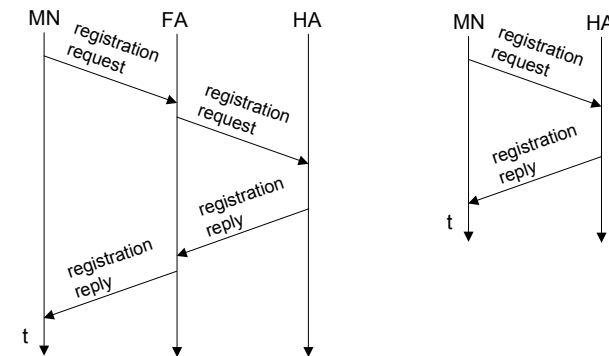 MN FA HA
registration
request
registration
request
registration
reply
registration
reply
t
MN HA
registration
request
registration
reply
t